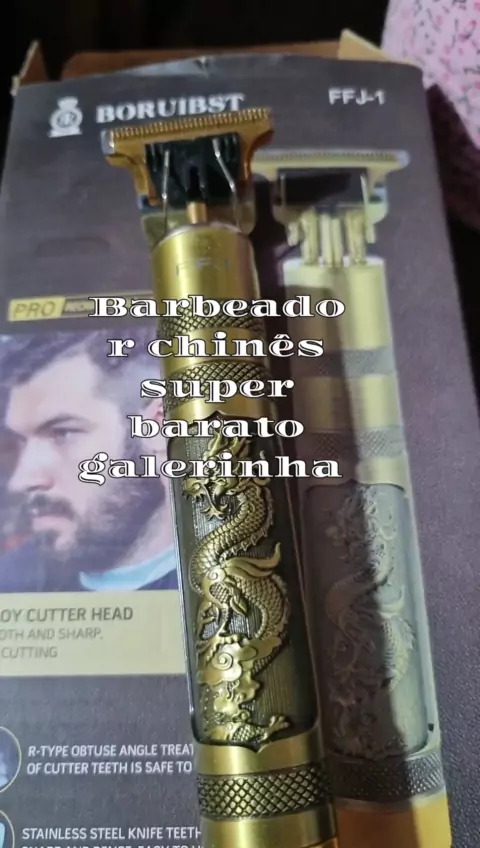 BORUIBST
FFJ-1
FFJ
PRO
Barbeado
r chinês
super
barato
galerinha
OY CUTTER HEAD
OTH AND SHARP,
CUTTING
R-TYPE OBTUSE ANGLE TREAT
OF CUTTER TEETH IS SAFE TO
STAINLESS STEEL KNIFE TEETH